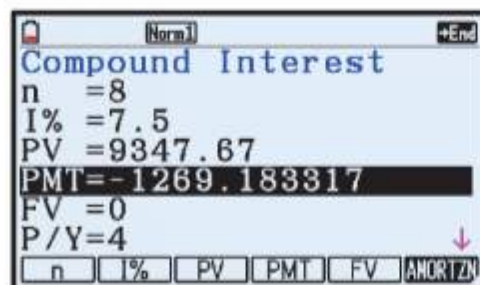 Norm1 →End
Compound Interest
n =8
I% =7.5
PV =9347.67
PMT=-1269.183317
FV =0
P/Y=4 ↓
n I% PV PMT FV AMORTZN